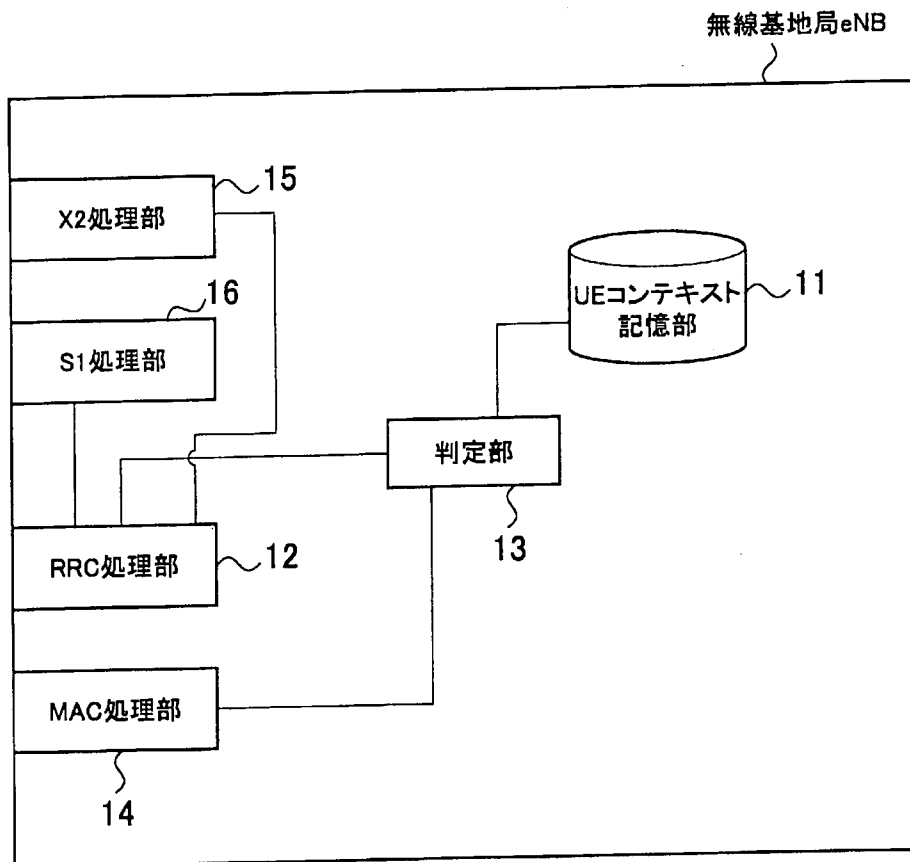 無線基地局eNB
15
X2処理部
16
S1処理部
UEコンテキスト
記憶部
11
判定部
13
RRC処理部
12
MAC処理部
14